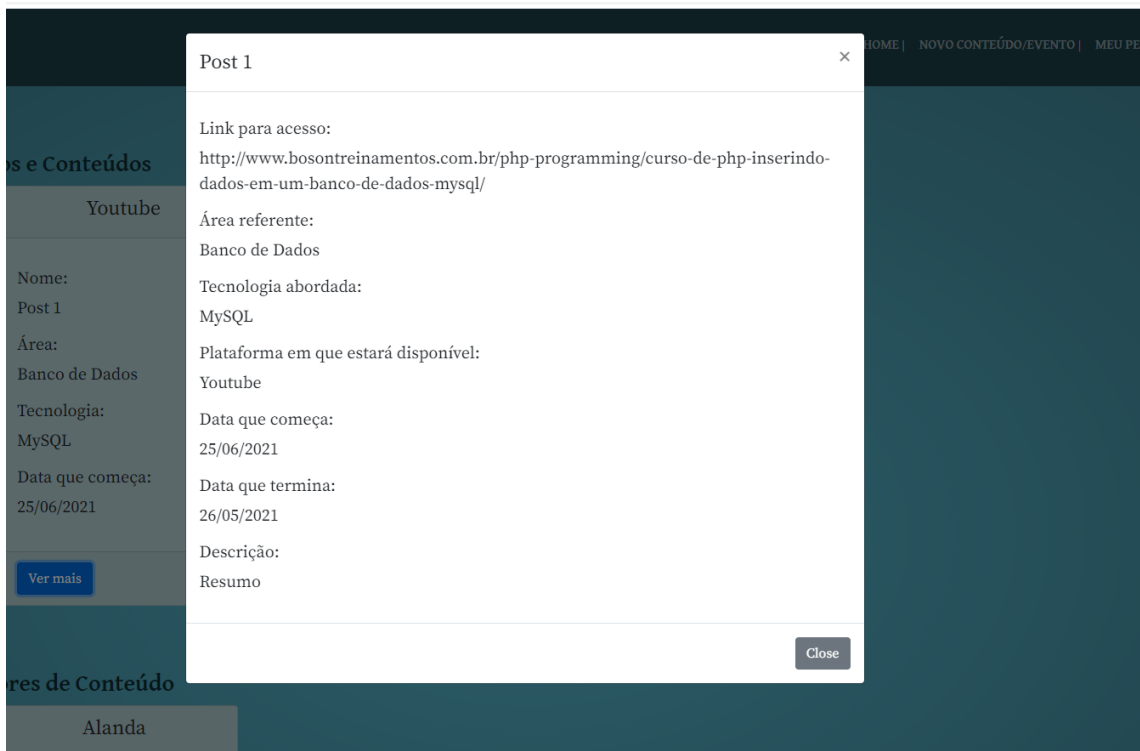 HOME | NOVO CONTEÚDO/EVENTO | MEU PE
os e Conteúdos
Youtube
Nome:
Post 1
Área:
Banco de Dados
Tecnologia:
MySQL
Data que começa:
25/06/2021
Ver mais
res de Conteúdo
Alanda
Post 1
×
Link para acesso:
http://www.bosontreinamentos.com.br/php-programming/curso-de-php-inserindo-
dados-em-um-banco-de-dados-mysql/
Área referente:
Banco de Dados
Tecnologia abordada:
MySQL
Plataforma em que estará disponível:
Youtube
Data que começa:
25/06/2021
Data que termina:
26/05/2021
Descrição:
Resumo
Close